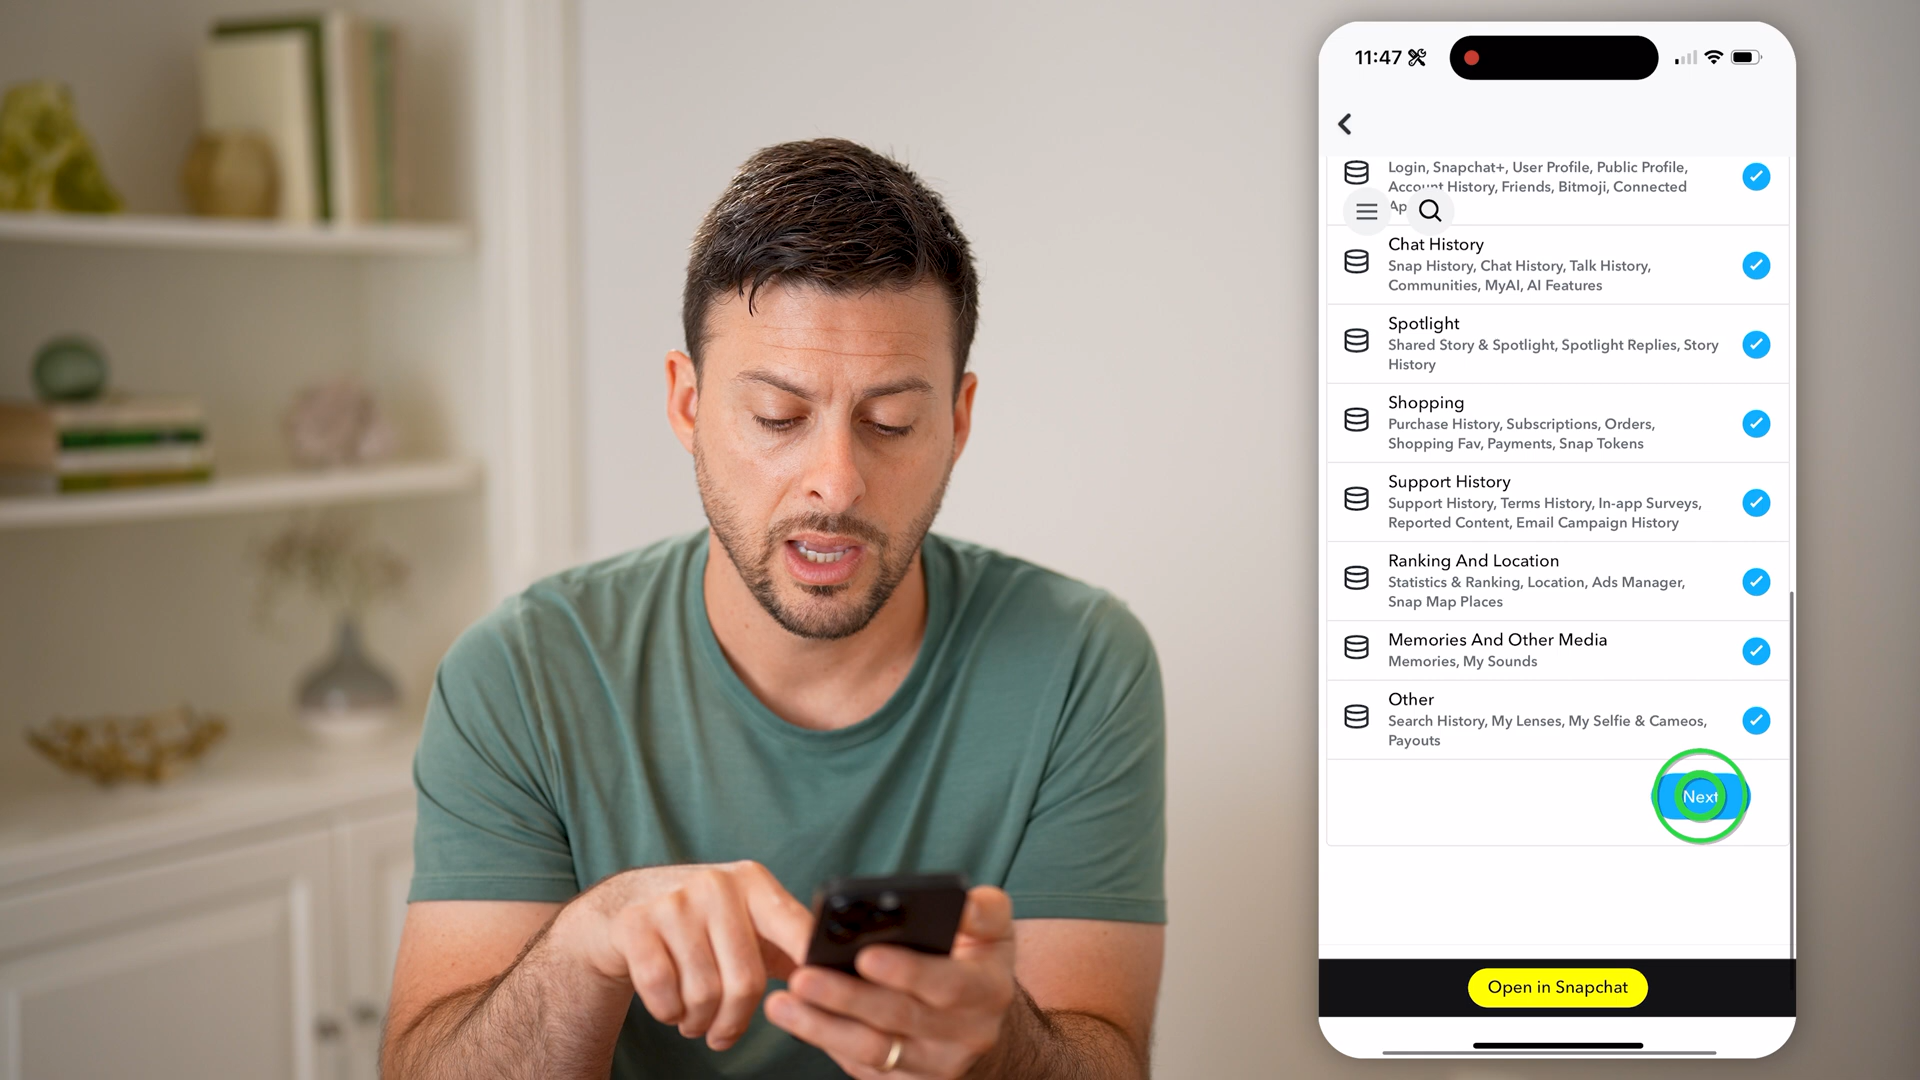 11:47
Login, Snapchat+, User Profile, Public Profile,
Account History, Friends, Bitmoji, Connected
Ap
Chat History
Snap History, Chat History, Talk History,
Communities, MyAI, AI Features
Spotlight
Shared Story & Spotlight, Spotlight Replies, Story
History
Shopping
Purchase History, Subscriptions, Orders,
Shopping Fav, Payments, Snap Tokens
Support History
Support History, Terms History, In-app Surveys,
Reported Content, Email Campaign History
Ranking And Location
Statistics & Ranking, Location, Ads Manager,
Snap Map Places
Memories And Other Media
Memories, My Sounds
Other
Search History, My Lenses, My Selfie & Cameos,
Payouts
Next
Open in Snapchat